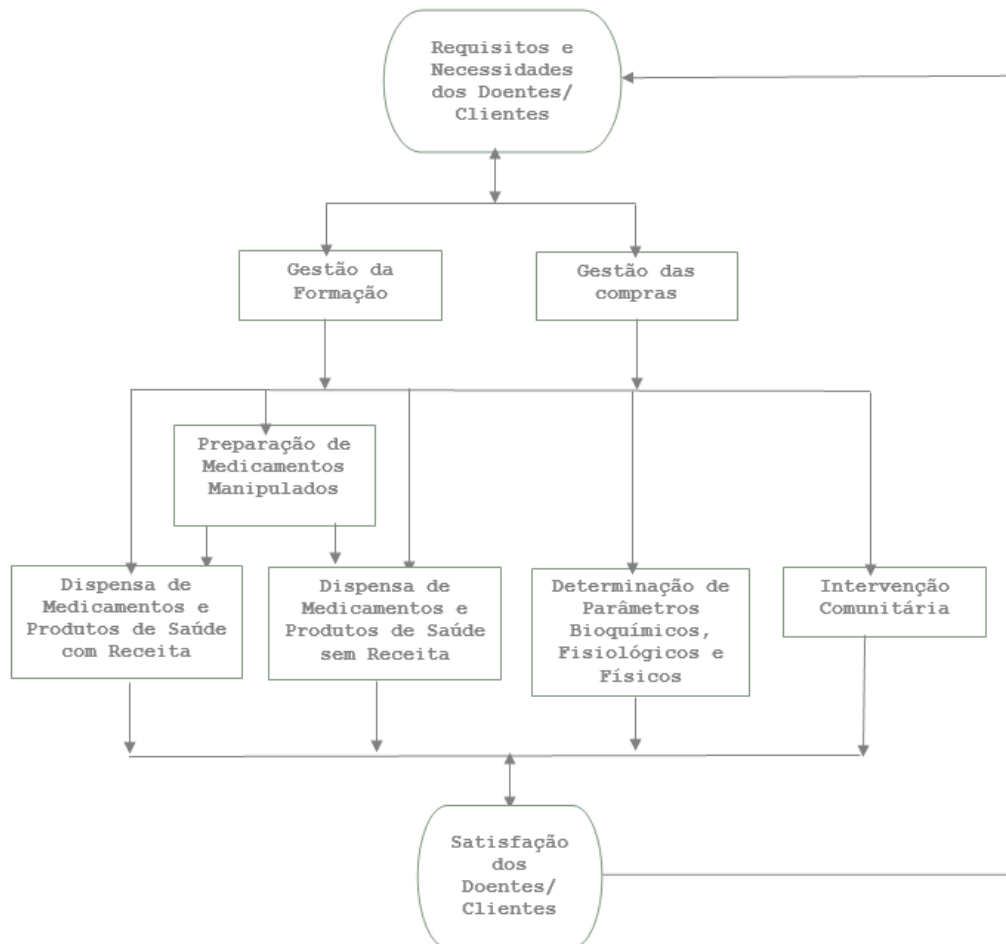 Requisitos e
Necessidades
dos Doentes/
Clientes
Gestão da
Formação
Gestão das
compras
Preparação de
Medicamentos
Manipulados
Dispensa de
Medicamentos e
Produtos de Saúde
com Receita
Dispensa de
Medicamentos e
Produtos de Saúde
sem Receita
Determinação de
Parâmetros
Bioquímicos,
Fisiológicos e
Físicos
Intervenção
Comunitária
Satisfação
dos
Doentes/
Clientes